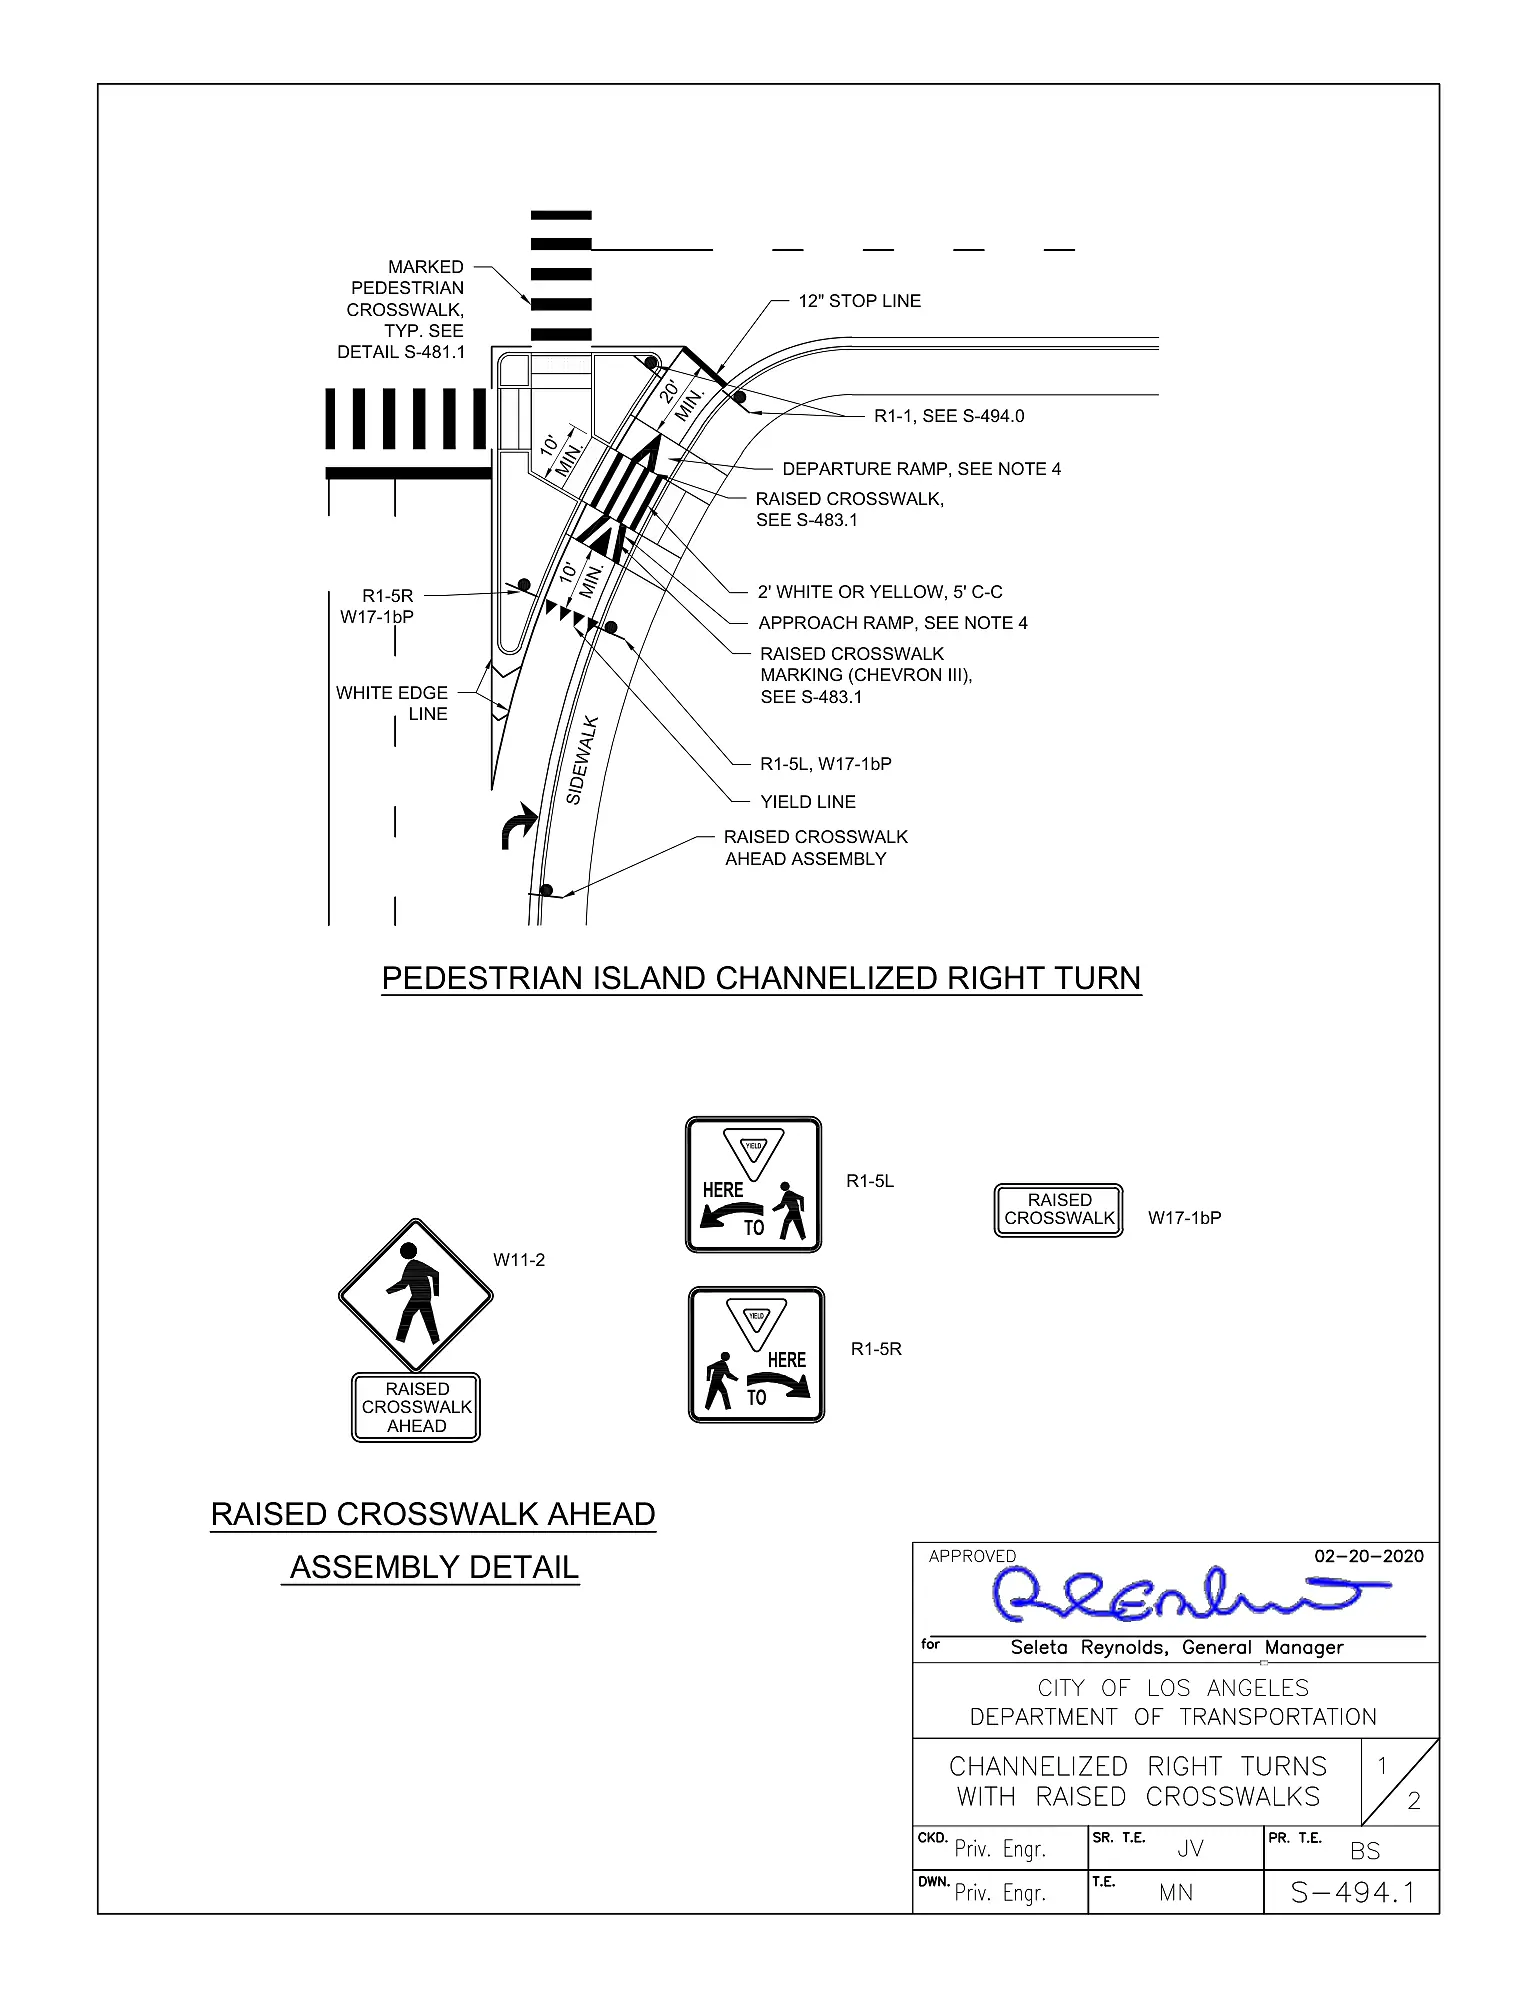 MARKED
PEDESTRIAN
CROSSWALK,
TYP. SEE
DETAIL S-481.1
12" STOP LINE
20'
MIN.
R1-1, SEE S-494.0
10'
MIN.
DEPARTURE RAMP, SEE NOTE 4
RAISED CROSSWALK,
SEE S-483.1
10'
MIN.
R1-5R
W17-1bP
2' WHITE OR YELLOW, 5' C-C
APPROACH RAMP, SEE NOTE 4
RAISED CROSSWALK
MARKING (CHEVRON III),
SEE S-483.1
WHITE EDGE
LINE
SIDEWALK
R1-5L, W17-1bP
YIELD LINE
RAISED CROSSWALK
AHEAD ASSEMBLY
PEDESTRIAN ISLAND CHANNELIZED RIGHT TURN
YIELD
HERE
TO
R1-5L
RAISED
CROSSWALK
W17-1bP
W11-2
RAISED
CROSSWALK
AHEAD
YIELD
HERE
TO
R1-5R
RAISED CROSSWALK AHEAD
ASSEMBLY DETAIL
APPROVED 02-20-2020
for Seleta Reynolds, General Manager
CITY OF LOS ANGELES
DEPARTMENT OF TRANSPORTATION
CHANNELIZED RIGHT TURNS
WITH RAISED CROSSWALKS
1
2
CKD. Priv. Engr. SR. T.E. JV PR. T.E. BS
DWN. Priv. Engr. T.E. MN S-494.1